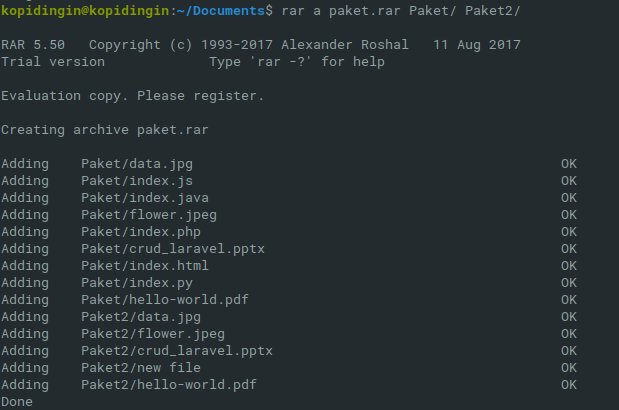 kopidingin@kopidingin:~/Documents$ rar a paket.rar Paket/ Paket2/
RAR 5.50   Copyright (c) 1993-2017 Alexander Roshal   11 Aug 2017
Trial version             Type 'rar -?' for help
Evaluation copy. Please register.
Creating archive paket.rar
Adding    Paket/data.jpg                                              OK
Adding    Paket/index.js                                              OK
Adding    Paket/index.java                                            OK
Adding    Paket/flower.jpeg                                           OK
Adding    Paket/index.php                                             OK
Adding    Paket/crud_laravel.pptx                                     OK
Adding    Paket/index.html                                            OK
Adding    Paket/index.py                                              OK
Adding    Paket/hello-world.pdf                                       OK
Adding    Paket2/data.jpg                                             OK
Adding    Paket2/flower.jpeg                                          OK
Adding    Paket2/crud_laravel.pptx                                    OK
Adding    Paket2/new file                                             OK
Adding    Paket2/hello-world.pdf                                      OK
Done